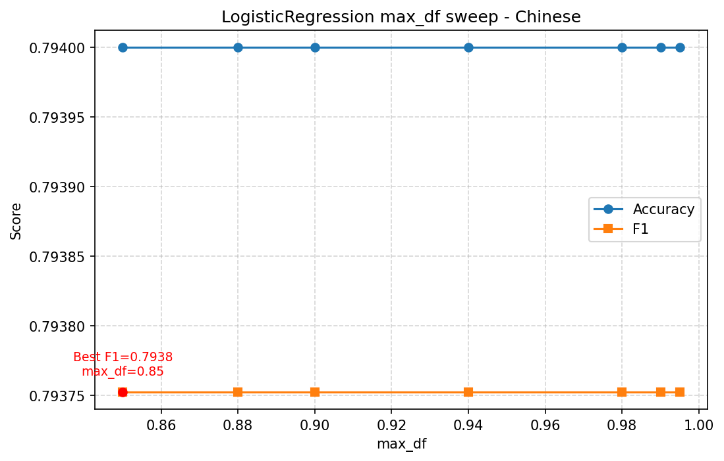 LogisticRegression max_df sweep - Chinese
0.79400
0.79395
0.79390
0.79385
0.79380
0.79375
Score
Accuracy
F1
Best F1=0.7938
max_df=0.85
0.86
0.88
0.90
0.92
0.94
0.96
0.98
1.00
max_df